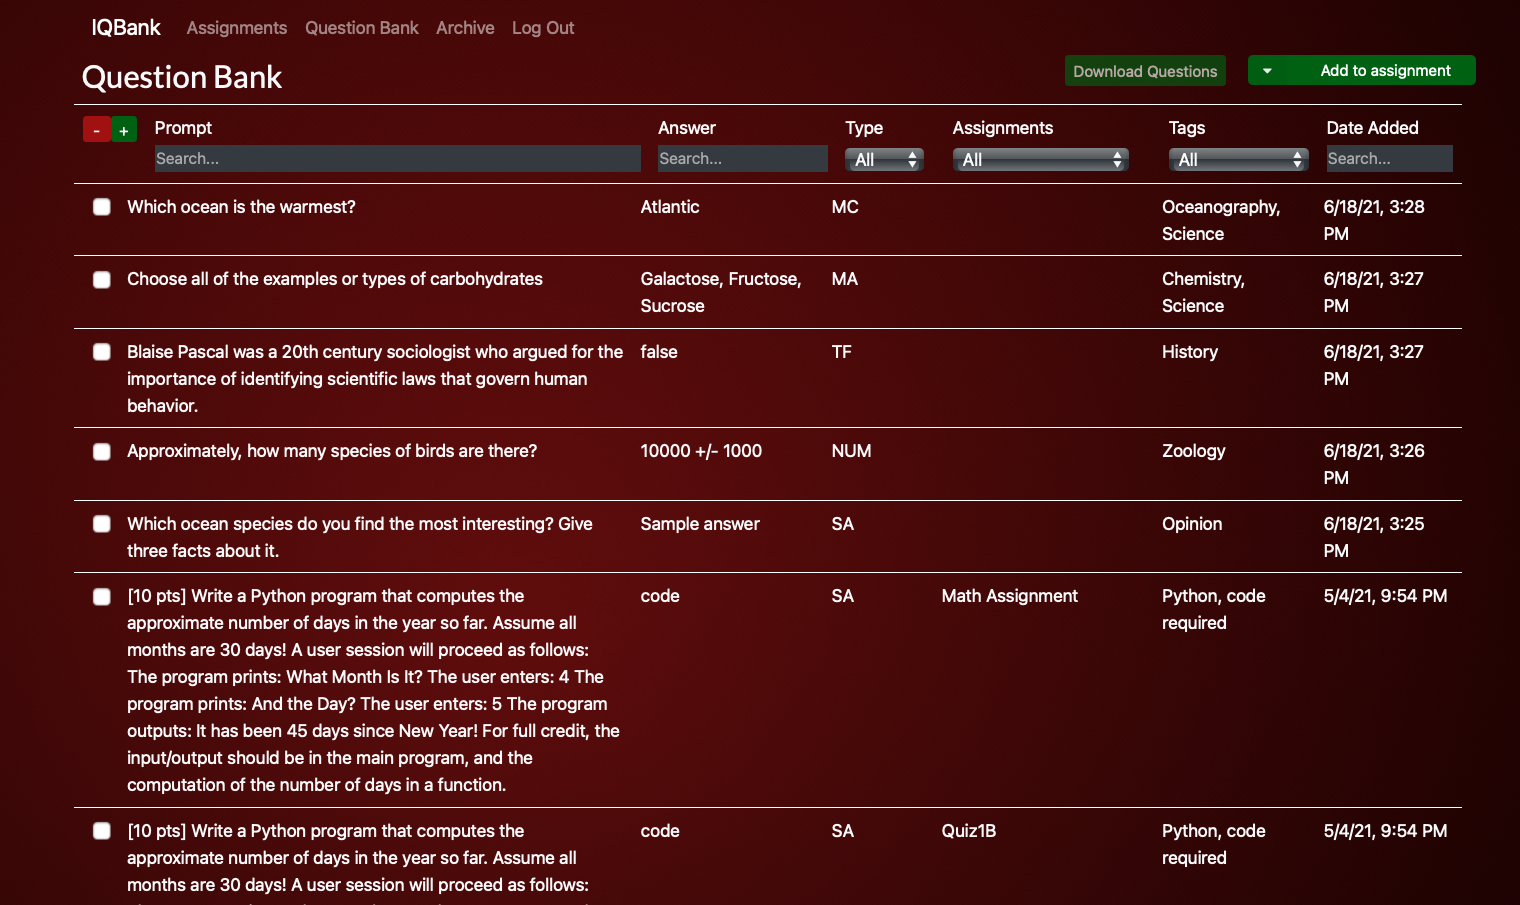 IQBank Assignments Question Bank Archive Log Out
Question Bank
Download Questions
Add to assignment
- +
Prompt Answer Type Assignments Tags Date Added
Search... Search... All All All Search...
Which ocean is the warmest? Atlantic MC Oceanography, 6/18/21, 3:28
Science PM
Choose all of the examples or types of carbohydrates Galactose, Fructose, MA Chemistry, 6/18/21, 3:27
Sucrose Science PM
Blaise Pascal was a 20th century sociologist who argued for the false TF History 6/18/21, 3:27
importance of identifying scientific laws that govern human PM
behavior.
Approximately, how many species of birds are there? 10000 +/- 1000 NUM Zoology 6/18/21, 3:26
PM
Which ocean species do you find the most interesting? Give Sample answer SA Opinion 6/18/21, 3:25
three facts about it. PM
[10 pts] Write a Python program that computes the code SA Math Assignment Python, code 5/4/21, 9:54 PM
approximate number of days in the year so far. Assume all required
months are 30 days! A user session will proceed as follows:
The program prints: What Month Is It? The user enters: 4 The
program prints: And the Day? The user enters: 5 The program
outputs: It has been 45 days since New Year! For full credit, the
input/output should be in the main program, and the
computation of the number of days in a function.
[10 pts] Write a Python program that computes the code SA Quiz1B Python, code 5/4/21, 9:54 PM
approximate number of days in the year so far. Assume all required
months are 30 days! A user session will proceed as follows: